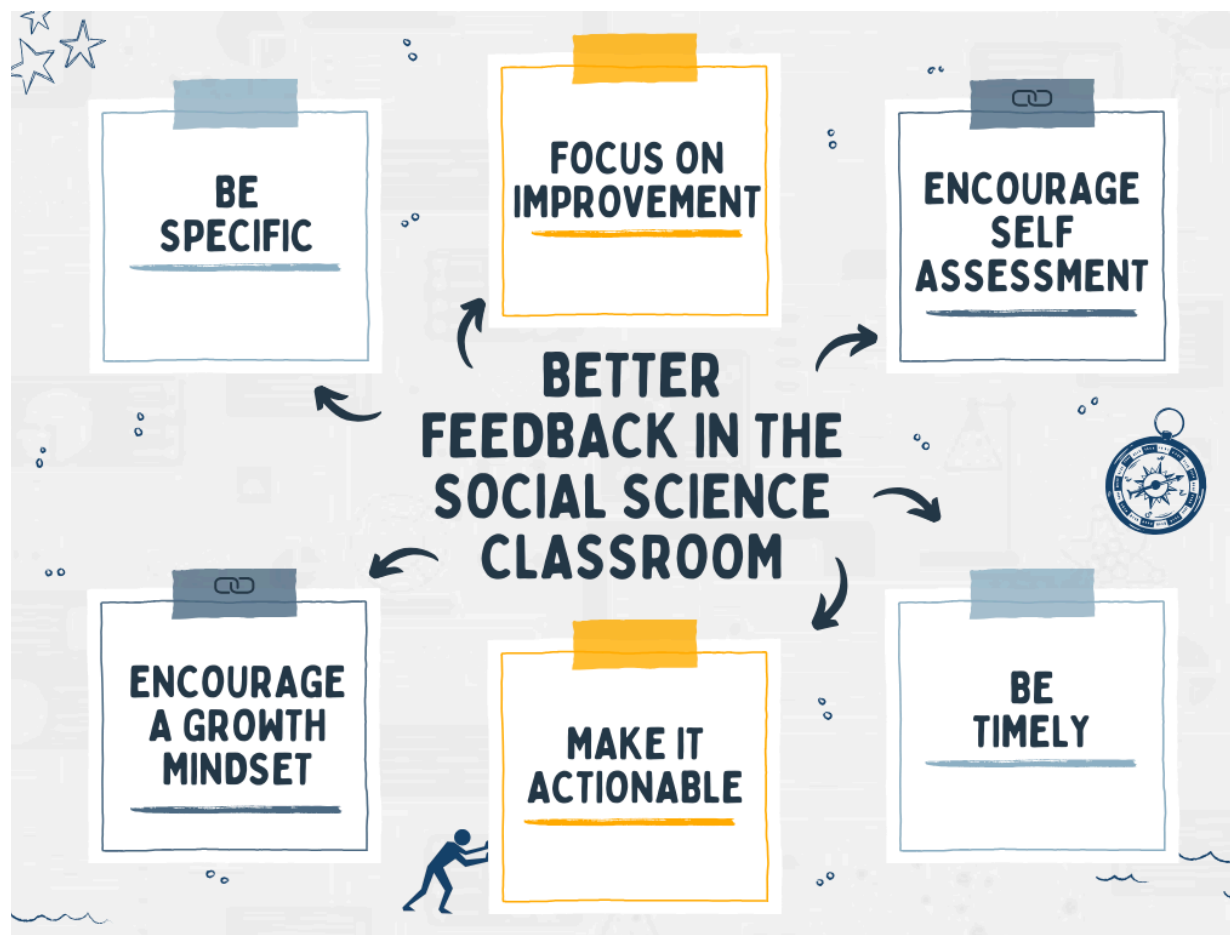 BE
SPECIFIC
FOCUS ON
IMPROVEMENT
ENCOURAGE
SELF
ASSESSMENT
BETTER
FEEDBACK IN THE
SOCIAL SCIENCE
CLASSROOM
ENCOURAGE
A GROWTH
MINDSET
MAKE IT
ACTIONABLE
BE
TIMELY